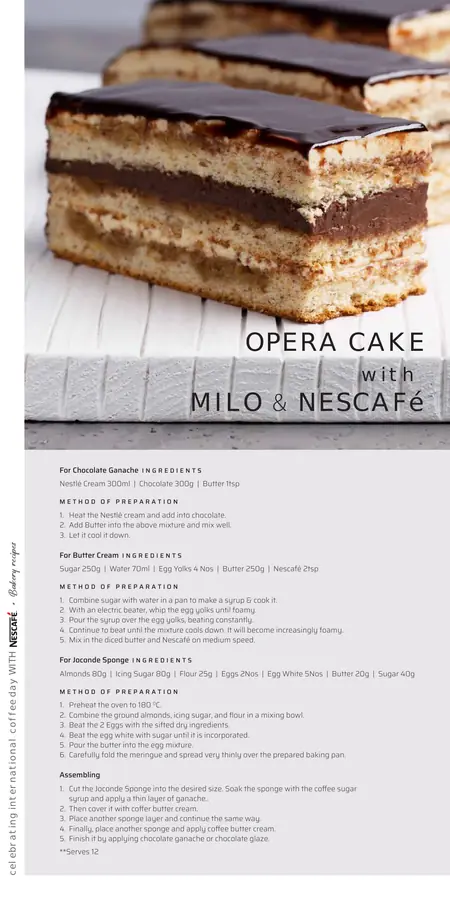 OPERA CAKE
with
MILO & NESCAFé
For Chocolate Ganache INGREDIENTS
Nestlé Cream 300ml | Chocolate 300g | Butter 1tsp
METHOD OF PREPARATION
1. Heat the Nestlé cream and add into chocolate.
2. Add Butter into the above mixture and mix well.
3. Let it cool it down.
For Butter Cream INGREDIENTS
Sugar 250g | Water 70ml | Egg Yolks 4 Nos | Butter 250g | Nescafé 2tsp
METHOD OF PREPARATION
1. Combine sugar with water in a pan to make a syrup & cook it.
2. With an electric beater, whip the egg yolks until foamy.
3. Pour the syrup over the egg yolks, beating constantly.
4. Continue to beat until the mixture cools down. It will become increasingly foamy.
5. Mix in the diced butter and Nescafé on medium speed.
For Joconde Sponge INGREDIENTS
Almonds 80g | Icing Sugar 80g | Flour 25g | Eggs 2Nos | Egg White 5Nos | Butter 20g | Sugar 40g
METHOD OF PREPARATION
1. Preheat the oven to 180 ºC.
2. Combine the ground almonds, icing sugar, and flour in a mixing bowl.
3. Beat the 2 Eggs with the sifted dry ingredients.
4. Beat the egg white with sugar until it is incorporated.
5. Pour the butter into the egg mixture.
6. Carefully fold the meringue and spread very thinly over the prepared baking pan.
Assembling
1. Cut the Joconde Sponge into the desired size. Soak the sponge with the coffee sugar
syrup and apply a thin layer of ganache..
2. Then cover it with coffer butter cream.
3. Place another sponge layer and continue the same way.
4. Finally, place another sponge and apply coffee butter cream.
5. Finish it by applying chocolate ganache or chocolate glaze.
**Serves 12
celebrating international coffee day WITH NESCAFÉ • Bakery recipes